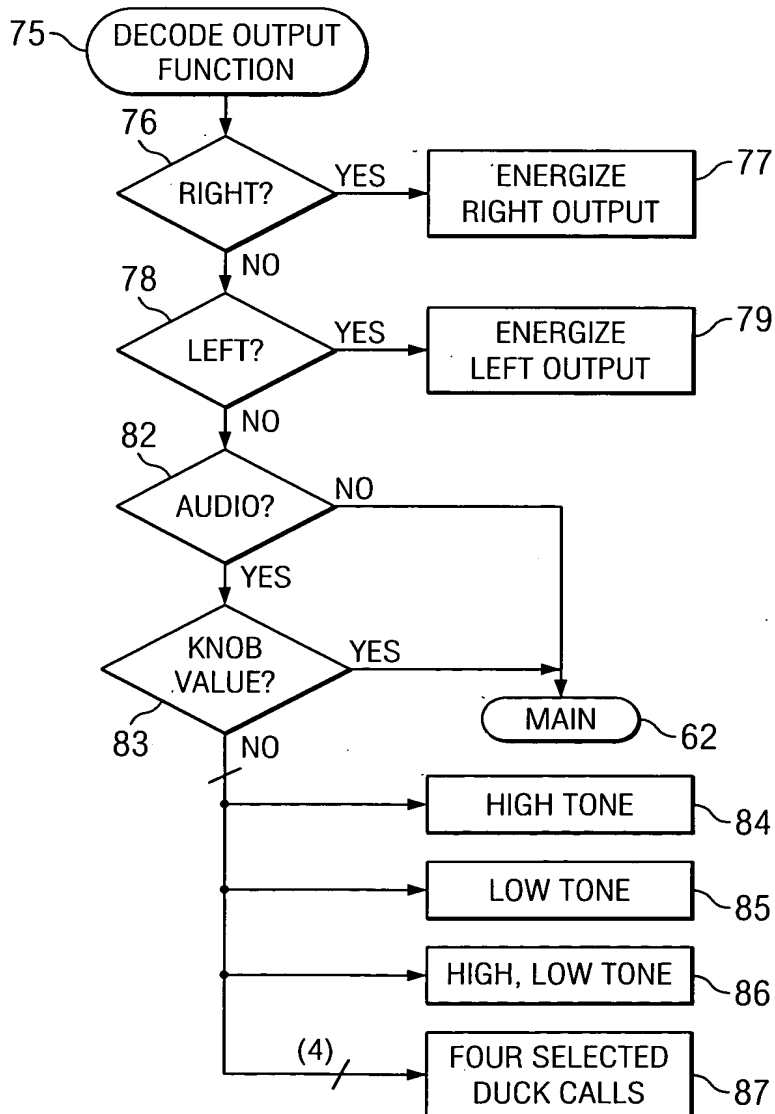 75
DECODE OUTPUT
FUNCTION
76
RIGHT?
YES
ENERGIZE
RIGHT OUTPUT
77
NO
78
LEFT?
YES
ENERGIZE
LEFT OUTPUT
79
NO
82
AUDIO?
NO
YES
KNOB
VALUE?
YES
83
NO
MAIN
62
HIGH TONE
84
LOW TONE
85
HIGH, LOW TONE
86
(4)
FOUR SELECTED
DUCK CALLS
87